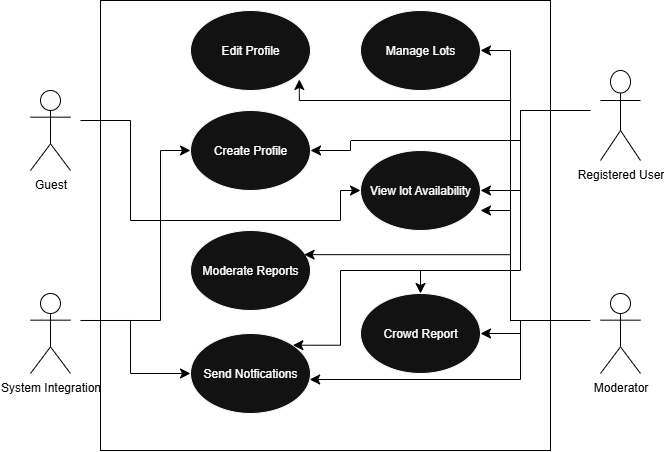 Edit Profile
Manage Lots
Create Profile
Guest
Registered User
View lot Availability
Moderate Reports
Crowd Report
Send Notfications
System Integration
Moderator